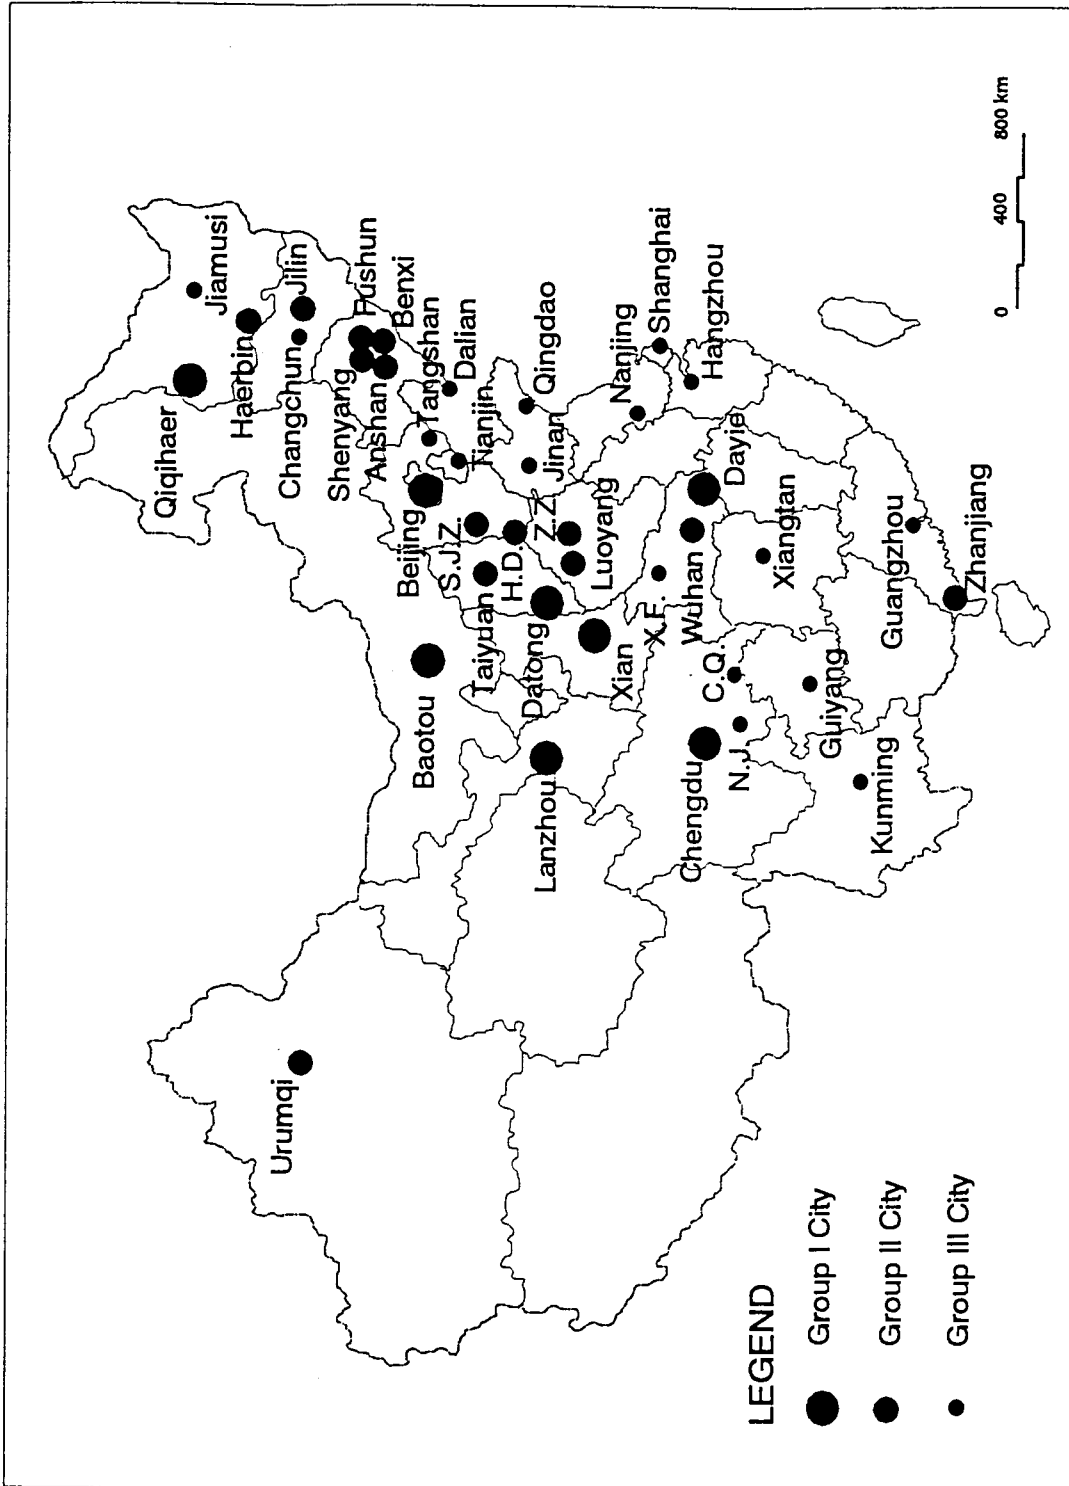 Jiamusi
Qiqihaer
Haerbin
Jilin
Changchun
Fushun
Shenyang
Benxi
Anshan
Tangshan
Dalian
Tianjin
Beijing
Qingdao
Jinan
S.J.Z.
H.D.
Z.Z.
Taiyuan
Datong
Luoyang
Baotou
Lanzhou
Xian
X.F.
Nanjing
Shanghai
Hangzhou
Wuhan
Dayie
Xiangtan
C.Q.
N.J.
Chengdu
Guiyang
Kunming
Guangzhou
Zhanjiang
Urumqi
0 400 800 km
LEGEND
Group I City
Group II City
Group III City